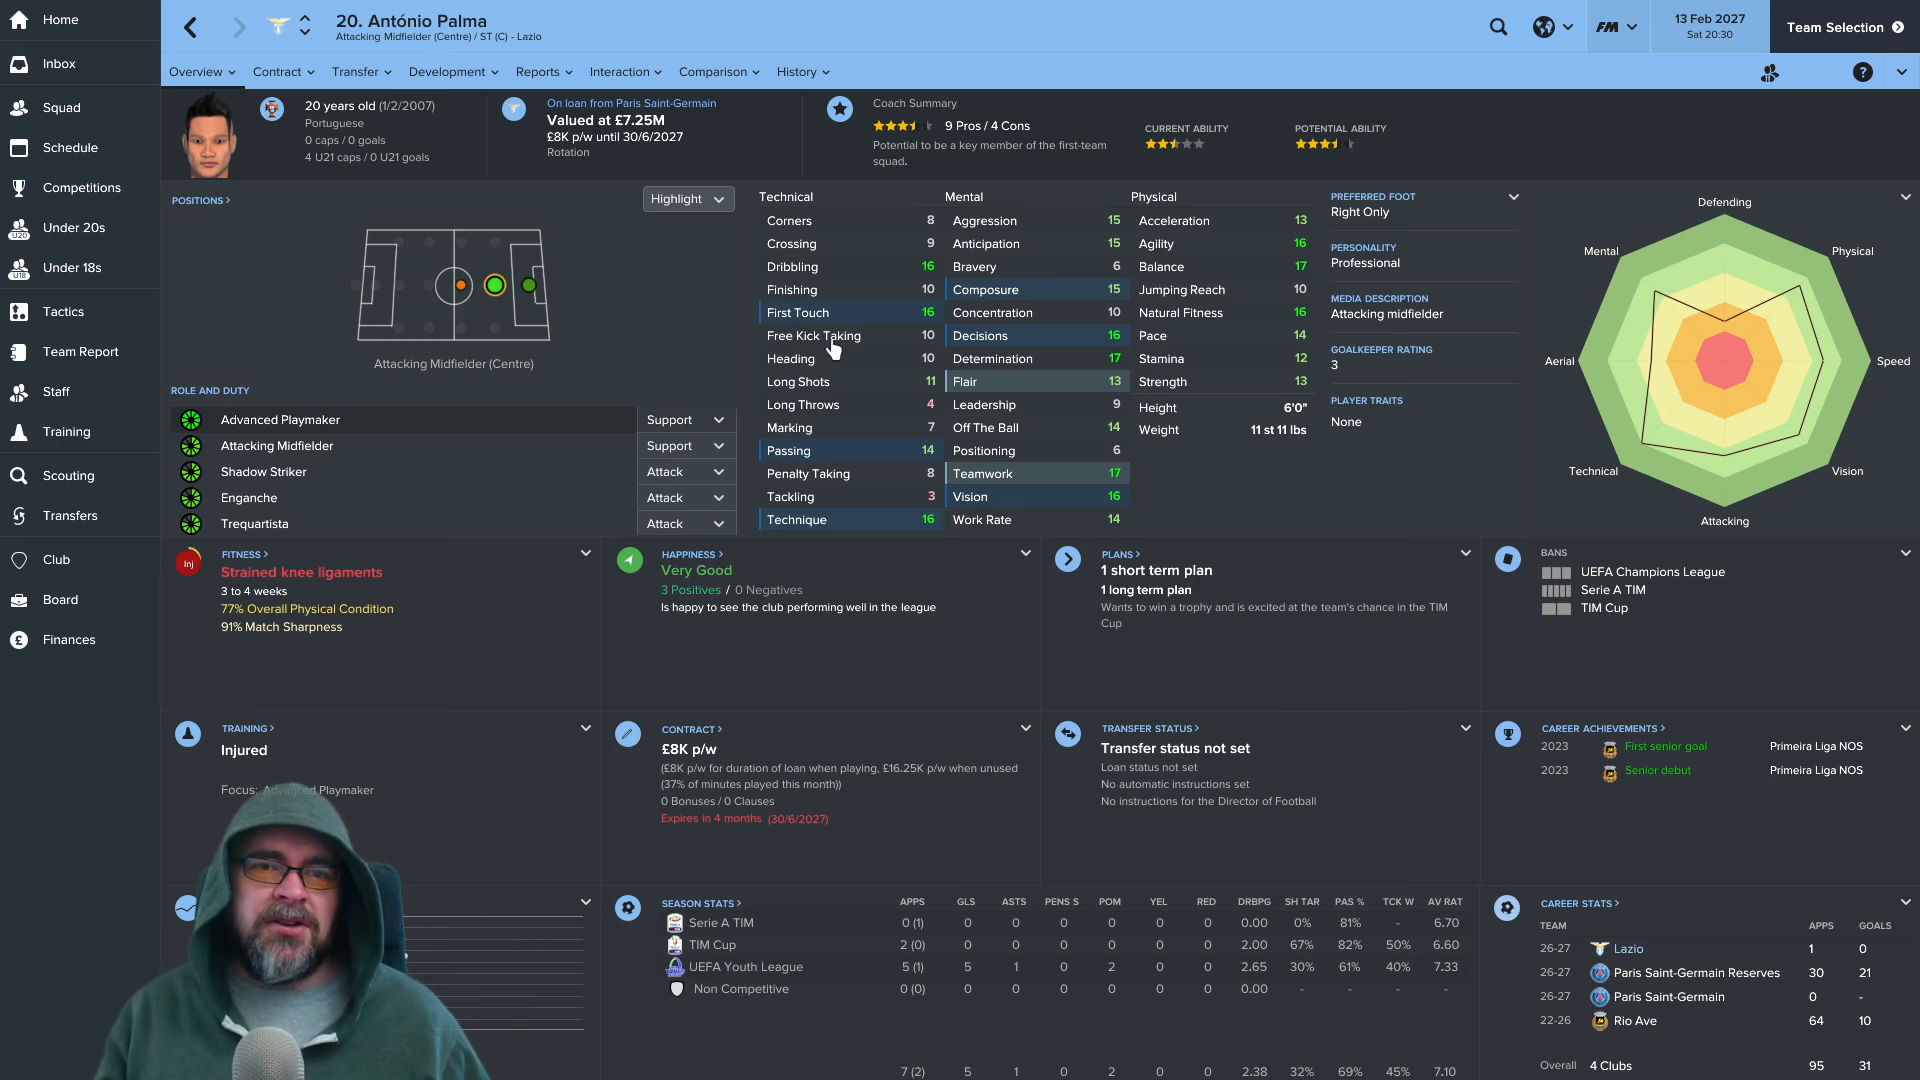 Home
Inbox
Squad
Schedule
Competitions
Under 20s
U20
Under 18s
U18
Tactics
Team Report
Staff
Training
Scouting
Transfers
Club
Board
Finances
20. António Palma
Attacking Midfielder (Centre) / ST (C) - Lazio
FM
13 Feb 2027
Sat 20:30
Team Selection
Overview
Contract
Transfer
Development
Reports
Interaction
Comparison
History
?
20 years old (1/2/2007)
Portuguese
0 caps / 0 goals
4 U21 caps / 0 U21 goals
On loan from Paris Saint-Germain
Valued at £7.25M
£8K p/w until 30/6/2027
Rotation
Coach Summary
9 Pros / 4 Cons
Potential to be a key member of the first-team
squad.
CURRENT ABILITY
POTENTIAL ABILITY
POSITIONS >
Highlight
Attacking Midfielder (Centre)
ROLE AND DUTY
Advanced Playmaker Support
Attacking Midfielder Support
Shadow Striker Attack
Enganche Attack
Trequartista Attack
Technical
Corners 8
Crossing 9
Dribbling 16
Finishing 10
First Touch 16
Free Kick Taking 10
Heading 10
Long Shots 11
Long Throws 4
Marking 7
Passing 14
Penalty Taking 8
Tackling 3
Technique 16
Mental
Aggression 15
Anticipation 15
Bravery 6
Composure 15
Concentration 10
Decisions 16
Determination 17
Flair 13
Leadership 9
Off The Ball 14
Positioning 6
Teamwork 17
Vision 16
Work Rate 14
Physical
Acceleration 13
Agility 16
Balance 17
Jumping Reach 10
Natural Fitness 16
Pace 14
Stamina 12
Strength 13
Height 6'0"
Weight 11 st 11 lbs
PREFERRED FOOT
Right Only
PERSONALITY
Professional
MEDIA DESCRIPTION
Attacking midfielder
GOALKEEPER RATING
3
PLAYER TRAITS
None
Defending
Mental
Physical
Aerial
Speed
Technical
Vision
Attacking
Inj
FITNESS >
Strained knee ligaments
3 to 4 weeks
77% Overall Physical Condition
91% Match Sharpness
HAPPINESS >
Very Good
3 Positives / 0 Negatives
Is happy to see the club performing well in the league
PLANS >
1 short term plan
1 long term plan
Wants to win a trophy and is excited at the team's chance in the TIM
Cup
BANS
UEFA Champions League
Serie A TIM
TIM Cup
TRAINING >
Injured
Focus: Advanced Playmaker
CONTRACT >
£8K p/w
(£8K p/w for duration of loan when playing, £16.25K p/w when unused
(37% of minutes played this month))
0 Bonuses / 0 Clauses
Expires in 4 months (30/6/2027)
TRANSFER STATUS >
Transfer status not set
Loan status not set
No automatic instructions set
No instructions for the Director of Football
CAREER ACHIEVEMENTS >
2023 First senior goal Primeira Liga NOS
2023 Senior debut Primeira Liga NOS
SEASON STATS > APPS GLS ASTS PENS S POM YEL RED DRBPG SH TAR PAS % TCK W AV RAT
Serie A TIM 0 (1) 0 0 0 0 0 0 0.00 0% 81% - 6.70
TIM Cup 2 (0) 0 0 0 0 0 0 2.00 67% 82% 50% 6.60
UEFA Youth League 5 (1) 5 1 0 2 0 0 2.65 30% 61% 40% 7.33
Non Competitive 0 (0) 0 0 0 0 0 0 0.00 - - - -
7 (2) 5 1 0 2 0 0 2.38 32% 69% 45% 7.10
CAREER STATS >
TEAM APPS GOALS
26-27 Lazio 1 0
26-27 Paris Saint-Germain Reserves 30 21
26-27 Paris Saint-Germain 0 -
22-26 Rio Ave 64 10
Overall 4 Clubs 95 31